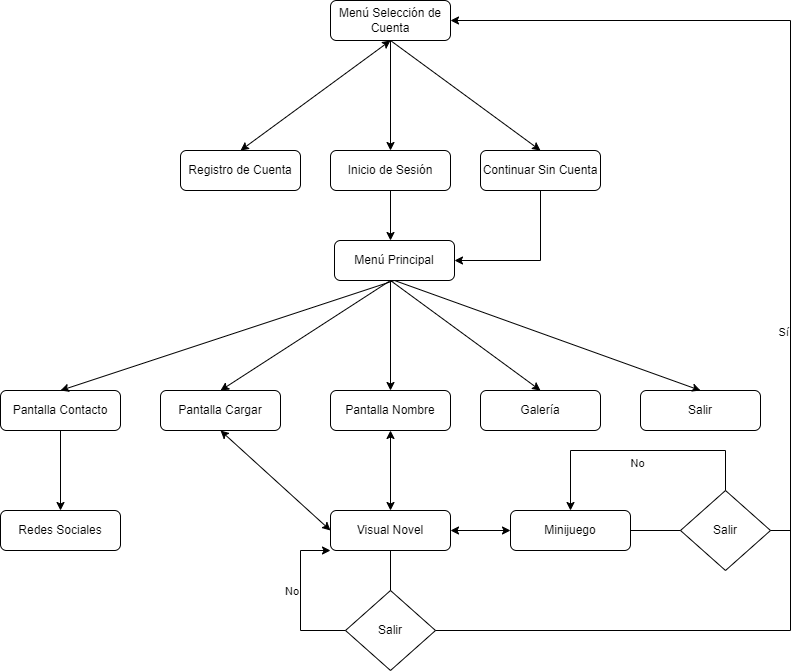 Menú Selección de
Cuenta
Registro de Cuenta
Inicio de Sesión
Continuar Sin Cuenta
Menú Principal
Sí
Pantalla Contacto
Pantalla Cargar
Pantalla Nombre
Galería
Salir
No
Redes Sociales
Visual Novel
Minijuego
Salir
No
Salir